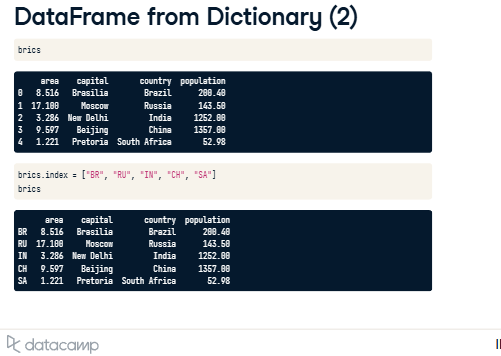 DataFrame from Dictionary (2)
brics
area capital country population
0 8.516 Brasilia Brazil 200.40
1 17.100 Moscow Russia 143.50
2 3.286 New Delhi India 1252.00
3 9.597 Beijing China 1357.00
4 1.221 Pretoria South Africa 52.98
brics.index = ["BR", "RU", "IN", "CH", "SA"]
brics
area capital country population
BR 8.516 Brasilia Brazil 200.40
RU 17.100 Moscow Russia 143.50
IN 3.286 New Delhi India 1252.00
CH 9.597 Beijing China 1357.00
SA 1.221 Pretoria South Africa 52.98
datacamp